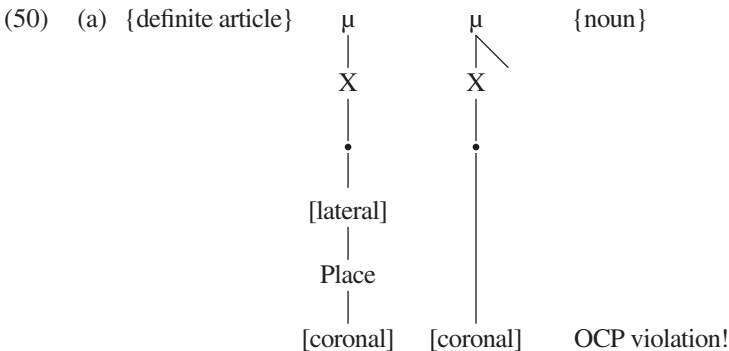 (50) (a) {definite article} μ μ {noun}
X X
[lateral]
Place
[coronal] [coronal] OCP violation!